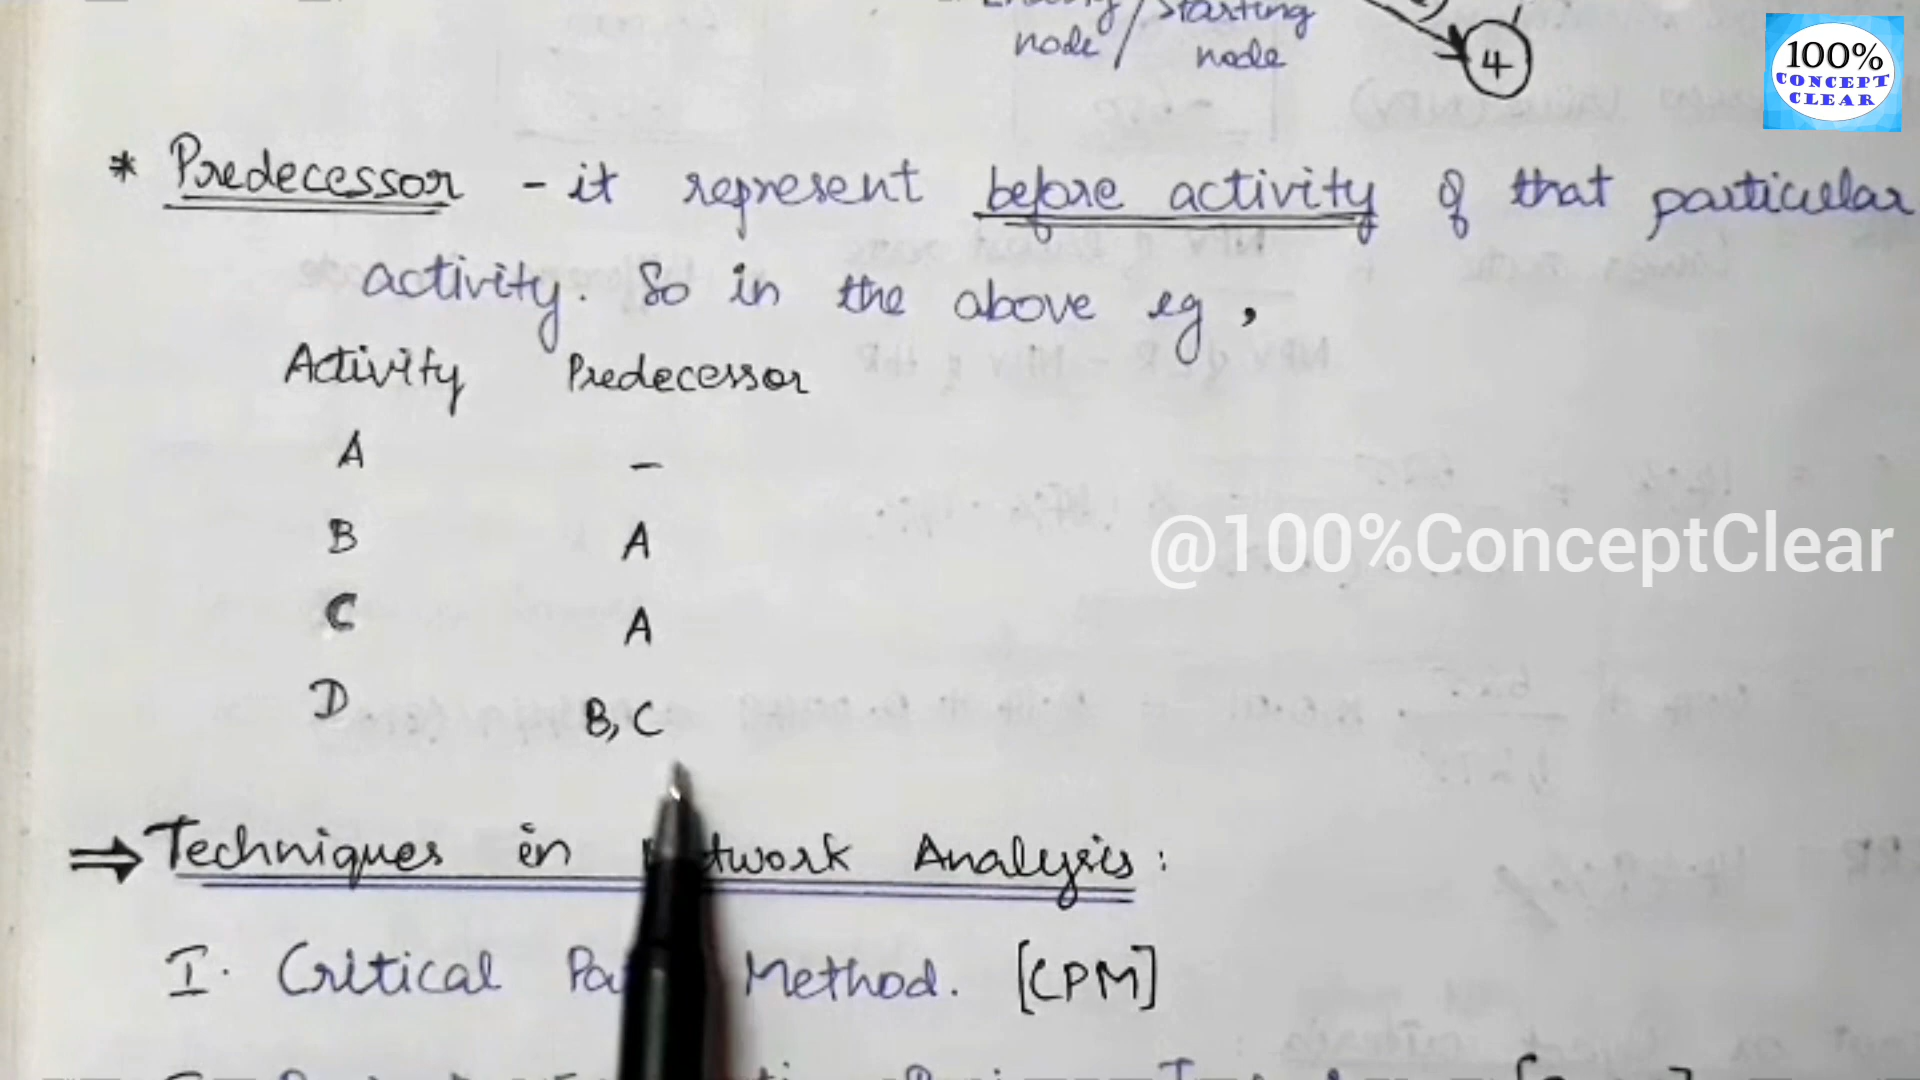 Starting
node / node
4
100%
CONCEPT
CLEAR
* Predecessor - it represent before activity of that particular
activity. So in the above eg,
Activity Predecessor
A -
B A
C A
D B, C
@100%ConceptClear
⇒ Techniques in Analysis:
I. Critical Method. [CPM]